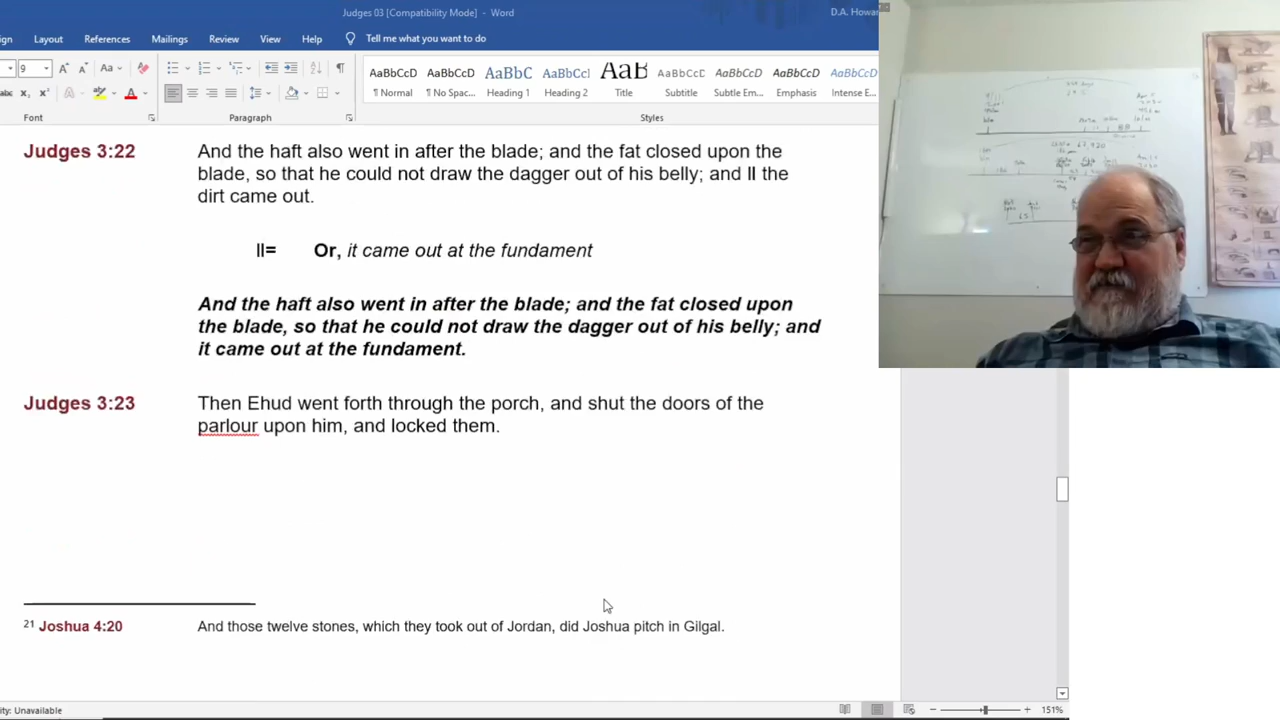 Judges 03 [Compatibility Mode] - Word
D.A. Howar
ign Layout References Mailings Review View Help Tell me what you want to do
9 Aa
AaBbCcD AaBbCcD AaBbC AaBbCcI AaB AaBbCcD AaBbCcD AaBbCcD AaBbCcD
¶ Normal ¶ No Spac... Heading 1 Heading 2 Title Subtitle Subtle Em... Emphasis Intense E...
Font Paragraph Styles
Judges 3:22 And the haft also went in after the blade; and the fat closed upon the
blade, so that he could not draw the dagger out of his belly; and ǁ the
dirt came out.
ǁ= Or, it came out at the fundament
And the haft also went in after the blade; and the fat closed upon
the blade, so that he could not draw the dagger out of his belly; and
it came out at the fundament.
Judges 3:23 Then Ehud went forth through the porch, and shut the doors of the
parlour upon him, and locked them.
21 Joshua 4:20 And those twelve stones, which they took out of Jordan, did Joshua pitch in Gilgal.
ity: Unavailable
151%